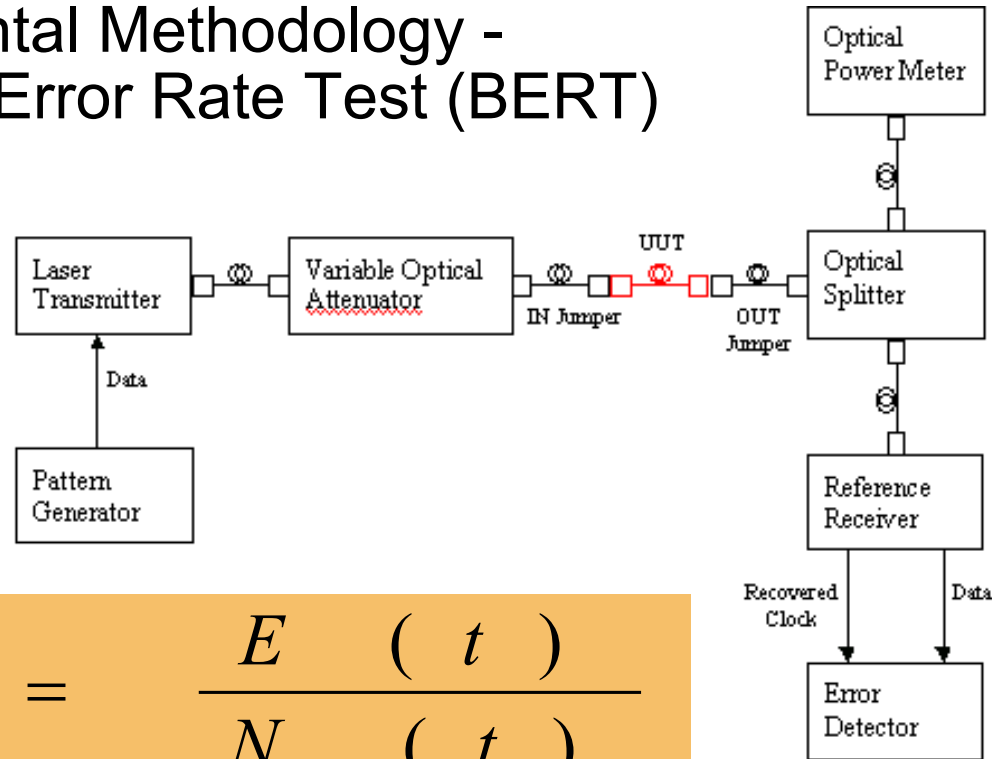 ntal Methodology -
Error Rate Test (BERT)
Optical
Power Meter
Laser
Transmitter
Variable Optical
Attenuator
UUT
IN Jumper
OUT
Jumper
Optical
Splitter
Data
Pattern
Generator
Reference
Receiver
Recovered
Clock
Data
Error
Detector
= E ( t )
N ( t )